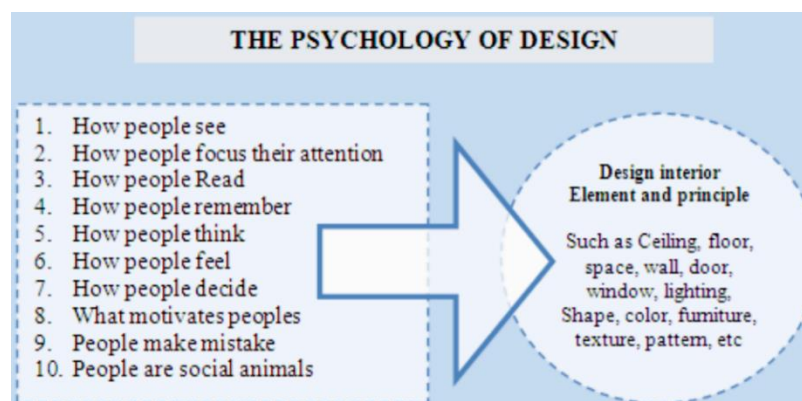 THE PSYCHOLOGY OF DESIGN
1. How people see
2. How people focus their attention
3. How people Read
4. How people remember
5. How people think
6. How people feel
7. How people decide
8. What motivates peoples
9. People make mistake
10. People are social animals
Design interior
Element and principle
Such as Ceiling, floor,
space, wall, door,
window, lighting,
Shape, color, furniture,
texture, pattern, etc